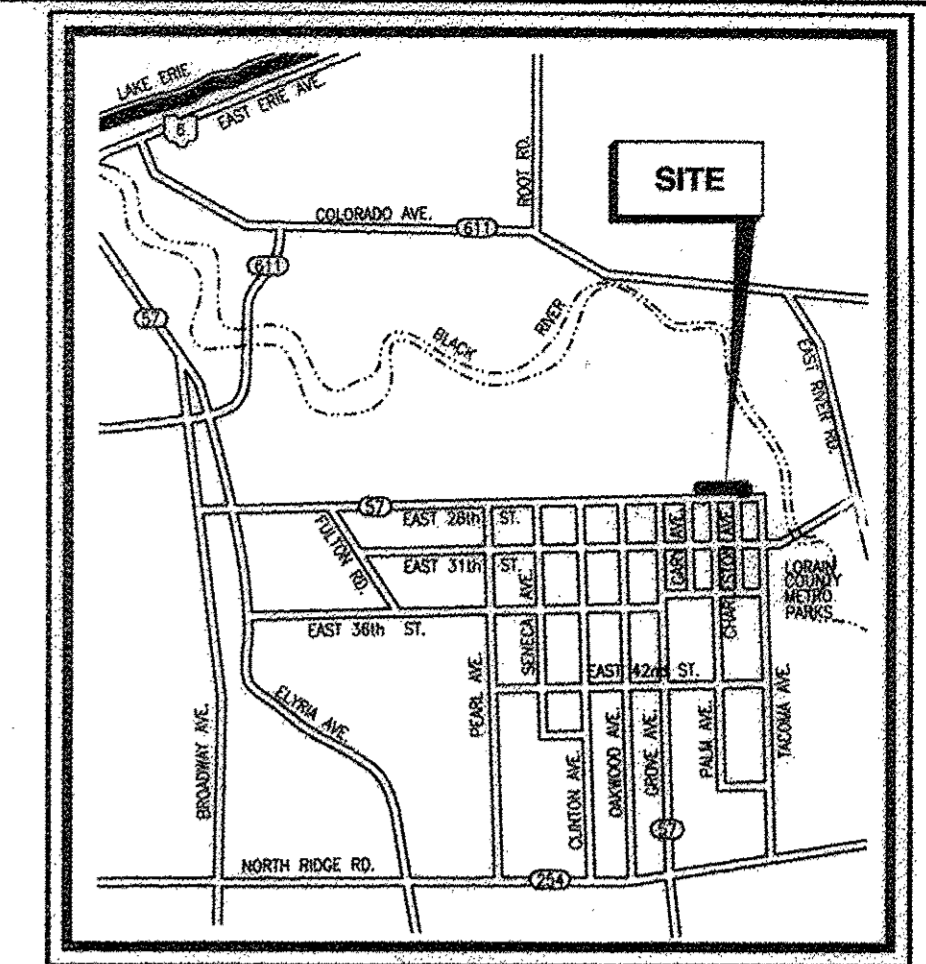 LAKE ERIE
6
EAST ERIE AVE.
ROOT RD.
SITE
COLORADO AVE.
611
611
57
BLACK
RIVER
EAST RIVER RD.
57
EAST 28th ST.
FULTON RD.
EAST 31th ST.
GARY AVE.
CHARLESTON AVE.
LORAIN
COUNTY
METRO
PARKS
EAST 36th ST.
SENECA AVE.
EAST 42nd ST.
PEARL AVE.
ELYRIA AVE.
BROADWAY AVE.
CLINTON AVE.
OAKWOOD AVE.
GROVE AVE.
PALM AVE.
TACOMA AVE.
57
NORTH RIDGE RD.
254